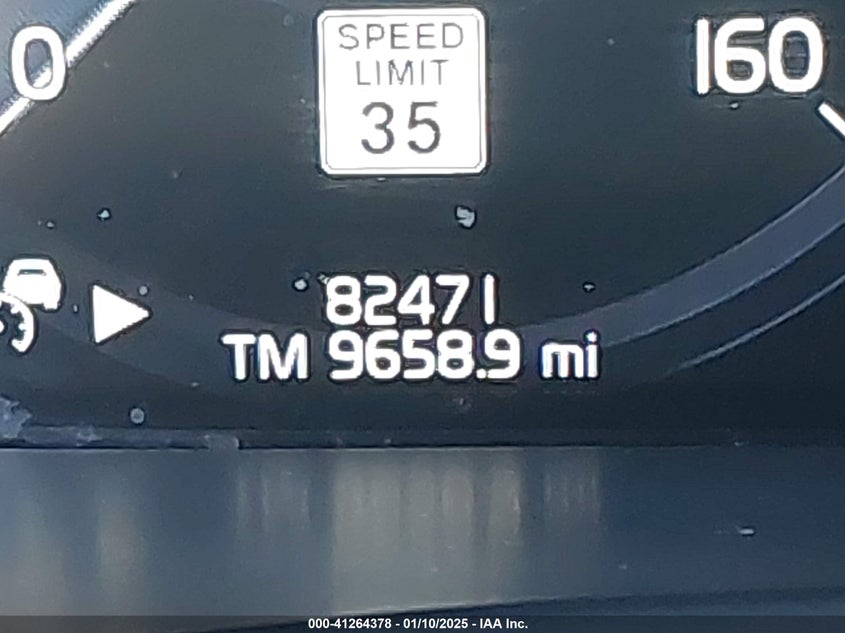 0
160
SPEED
LIMIT
35
82471
TM 9658.9 mi
000-41264378 - 01/10/2025 - IAA Inc.